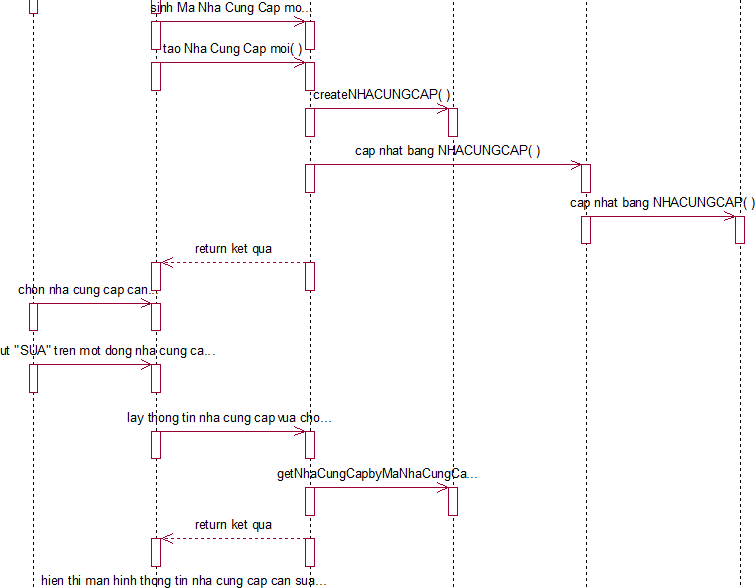 sinh Ma Nha Cung Cap mo...
tao Nha Cung Cap moi( )
createNHACUNGCAP( )
cap nhat bang NHACUNGCAP( )
cap nhat bang NHACUNGCAP( )
return ket qua
chon nha cung cap can...
ut "SUA" tren mot dong nha cung ca...
lay thong tin nha cung cap vua cho...
getNhaCungCapbyMaNhaCungCa...
return ket qua
hien thi man hinh thong tin nha cung cap can sua...